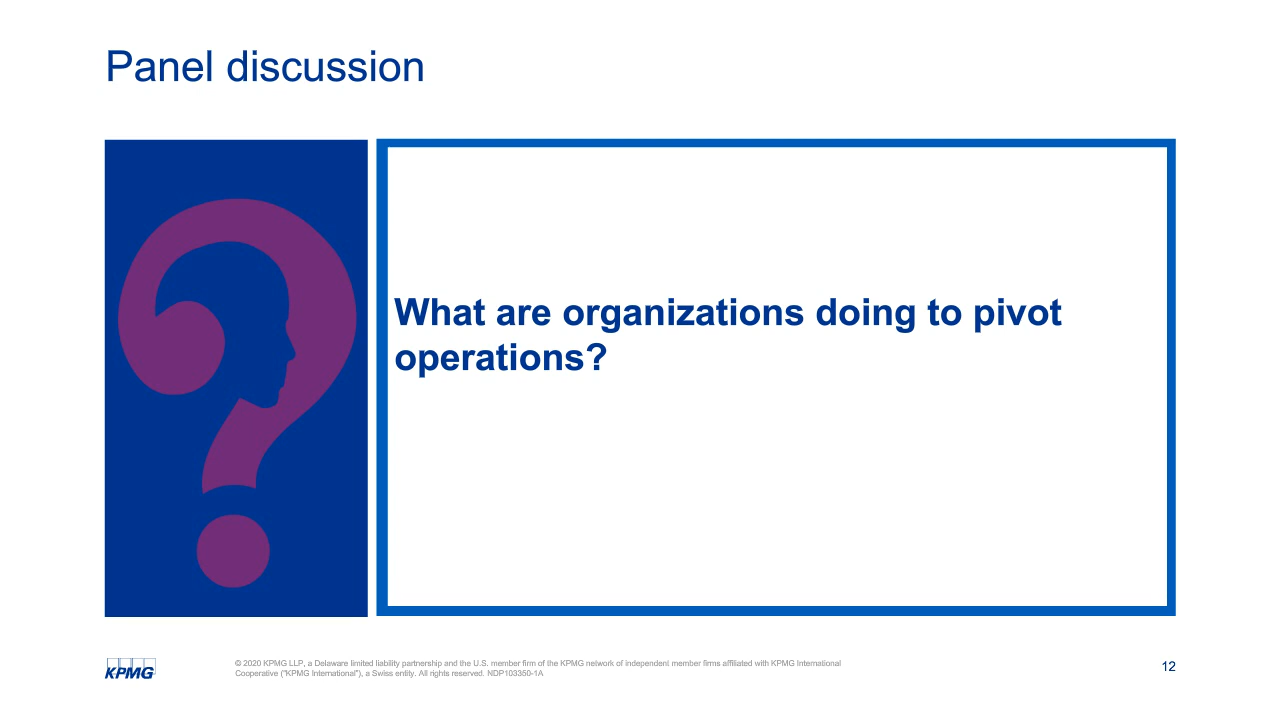 Panel discussion
What are organizations doing to pivot
operations?
KPMG
© 2020 KPMG LLP, a Delaware limited liability partnership and the U.S. member firm of the KPMG network of independent member firms affiliated with KPMG International
Cooperative ("KPMG International"), a Swiss entity. All rights reserved. NDP103350-1A
12